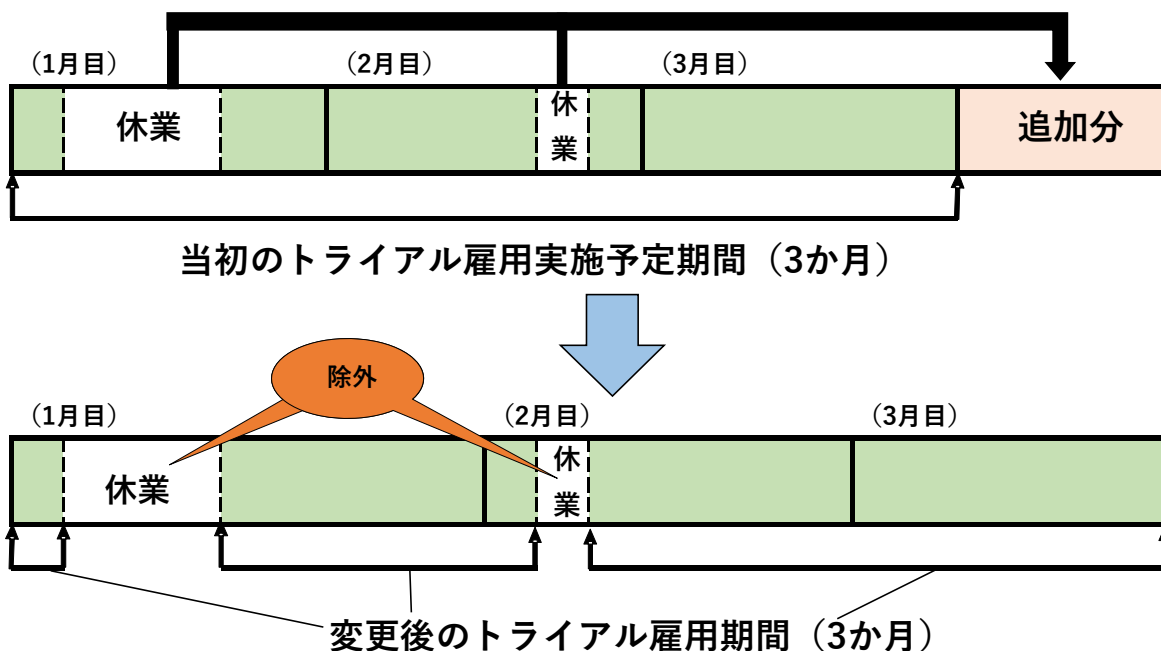 （1月目）
（2月目）
（3月目）
休業
休業
追加分
当初のトライアル雇用実施予定期間（3か月）
除外
（1月目）
（2月目）
（3月目）
休業
休業
変更後のトライアル雇用期間（3か月）